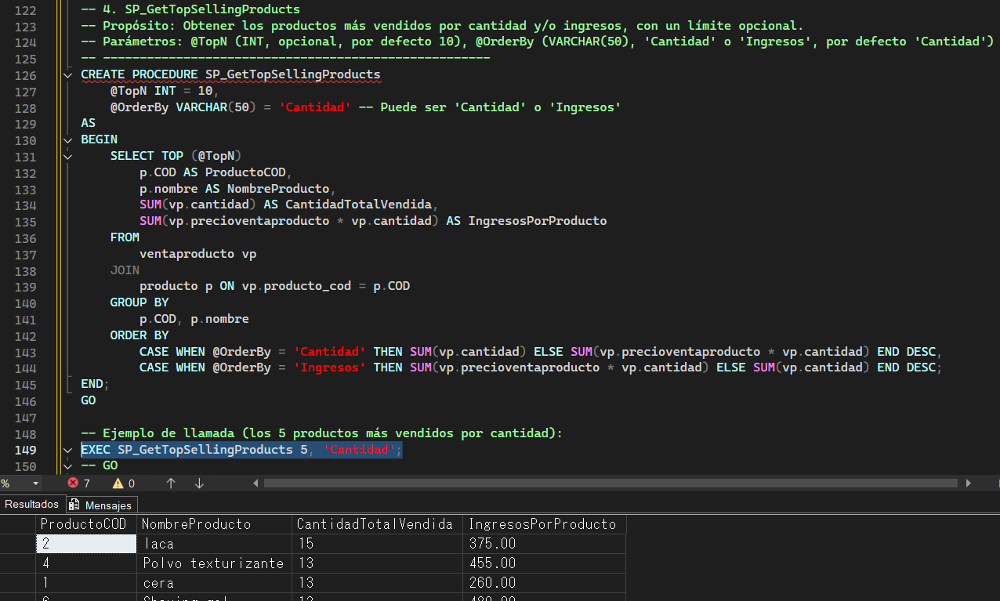 122 -- 4. SP_GetTopSellingProducts
123 -- Propósito: Obtener los productos más vendidos por cantidad y/o ingresos, con un límite opcional.
124 -- Parámetros: @TopN (INT, opcional, por defecto 10), @OrderBy (VARCHAR(50), 'Cantidad' o 'Ingresos', por defecto 'Cantidad')
125 -- -----------------------------------------------------
126 CREATE PROCEDURE SP_GetTopSellingProducts
127 @TopN INT = 10,
128 @OrderBy VARCHAR(50) = 'Cantidad' -- Puede ser 'Cantidad' o 'Ingresos'
129 AS
130 BEGIN
131 SELECT TOP (@TopN)
132 p.COD AS ProductoCOD,
133 p.nombre AS NombreProducto,
134 SUM(vp.cantidad) AS CantidadTotalVendida,
135 SUM(vp.precioventaproducto * vp.cantidad) AS IngresosPorProducto
136 FROM
137 ventaproducto vp
138 JOIN
139 producto p ON vp.producto_cod = p.COD
140 GROUP BY
141 p.COD, p.nombre
142 ORDER BY
143 CASE WHEN @OrderBy = 'Cantidad' THEN SUM(vp.cantidad) ELSE SUM(vp.precioventaproducto * vp.cantidad) END DESC,
144 CASE WHEN @OrderBy = 'Ingresos' THEN SUM(vp.precioventaproducto * vp.cantidad) ELSE SUM(vp.cantidad) END DESC;
145 END;
146 GO
147
148 -- Ejemplo de llamada (los 5 productos más vendidos por cantidad):
149 EXEC SP_GetTopSellingProducts 5, 'Cantidad';
150 -- GO
% 7 0
Resultados Mensajes
ProductoCOD NombreProducto CantidadTotalVendida IngresosPorProducto
2 laca 15 375.00
4 Polvo texturizante 13 455.00
1 cera 13 260.00